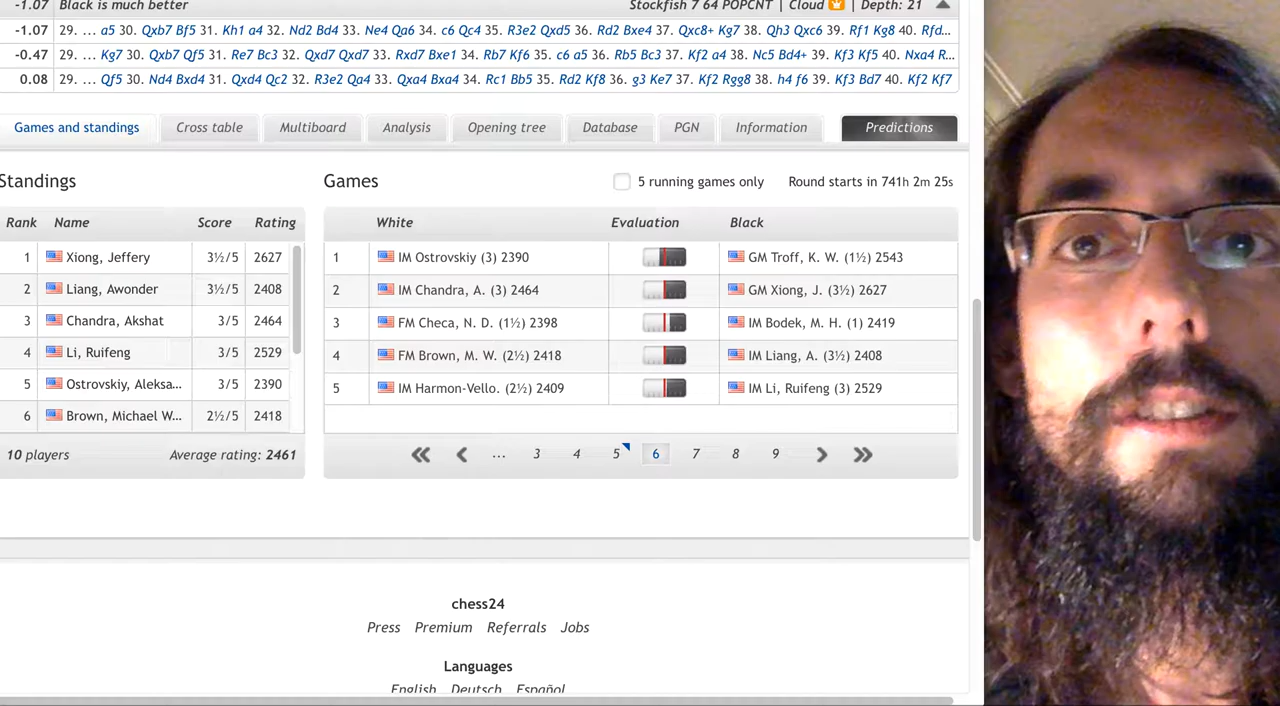 -1.07 Black is much better Stockfish 7 64 POPCNT | Cloud | Depth: 21
-1.07 29. ... a5 30. Qxb7 Bf5 31. Kh1 a4 32. Nd2 Bd4 33. Ne4 Qa6 34. c6 Qc4 35. R3e2 Qxd5 36. Rd2 Bxe4 37. Qxc8+ Kg7 38. Qh3 Qxc6 39. Rf1 Kg8 40. Rfd...
-0.47 29. ... Kg7 30. Qxb7 Qf5 31. Re7 Bc3 32. Qxd7 Qxd7 33. Rxd7 Bxe1 34. Rb7 Kf6 35. c6 a5 36. Rb5 Bc3 37. Kf2 a4 38. Nc5 Bd4+ 39. Kf3 Kf5 40. Nxa4 R...
0.08 29. ... Qf5 30. Nd4 Bxd4 31. Qxd4 Qc2 32. R3e2 Qa4 33. Qxa4 Bxa4 34. Rc1 Bb5 35. Rd2 Kf8 36. g3 Ke7 37. Kf2 Rgg8 38. h4 f6 39. Kf3 Bd7 40. Kf2 Kf7
Games and standings Cross table Multiboard Analysis Opening tree Database PGN Information Predictions
Standings Games 5 running games only Round starts in 741h 2m 25s
Rank Name Score Rating White Evaluation Black
1 Xiong, Jeffery 3½/5 2627 1 IM Ostrovskiy (3) 2390 GM Troff, K. W. (1½) 2543
2 Liang, Awonder 3½/5 2408 2 IM Chandra, A. (3) 2464 GM Xiong, J. (3½) 2627
3 Chandra, Akshat 3/5 2464 3 FM Checa, N. D. (1½) 2398 IM Bodek, M. H. (1) 2419
4 Li, Ruifeng 3/5 2529 4 FM Brown, M. W. (2½) 2418 IM Liang, A. (3½) 2408
5 Ostrovskiy, Aleksa... 3/5 2390 5 IM Harmon-Vello. (2½) 2409 IM Li, Ruifeng (3) 2529
6 Brown, Michael W... 2½/5 2418
10 players Average rating: 2461 ... 3 4 5 6 7 8 9
chess24
Press Premium Referrals Jobs
Languages
English Deutsch Español